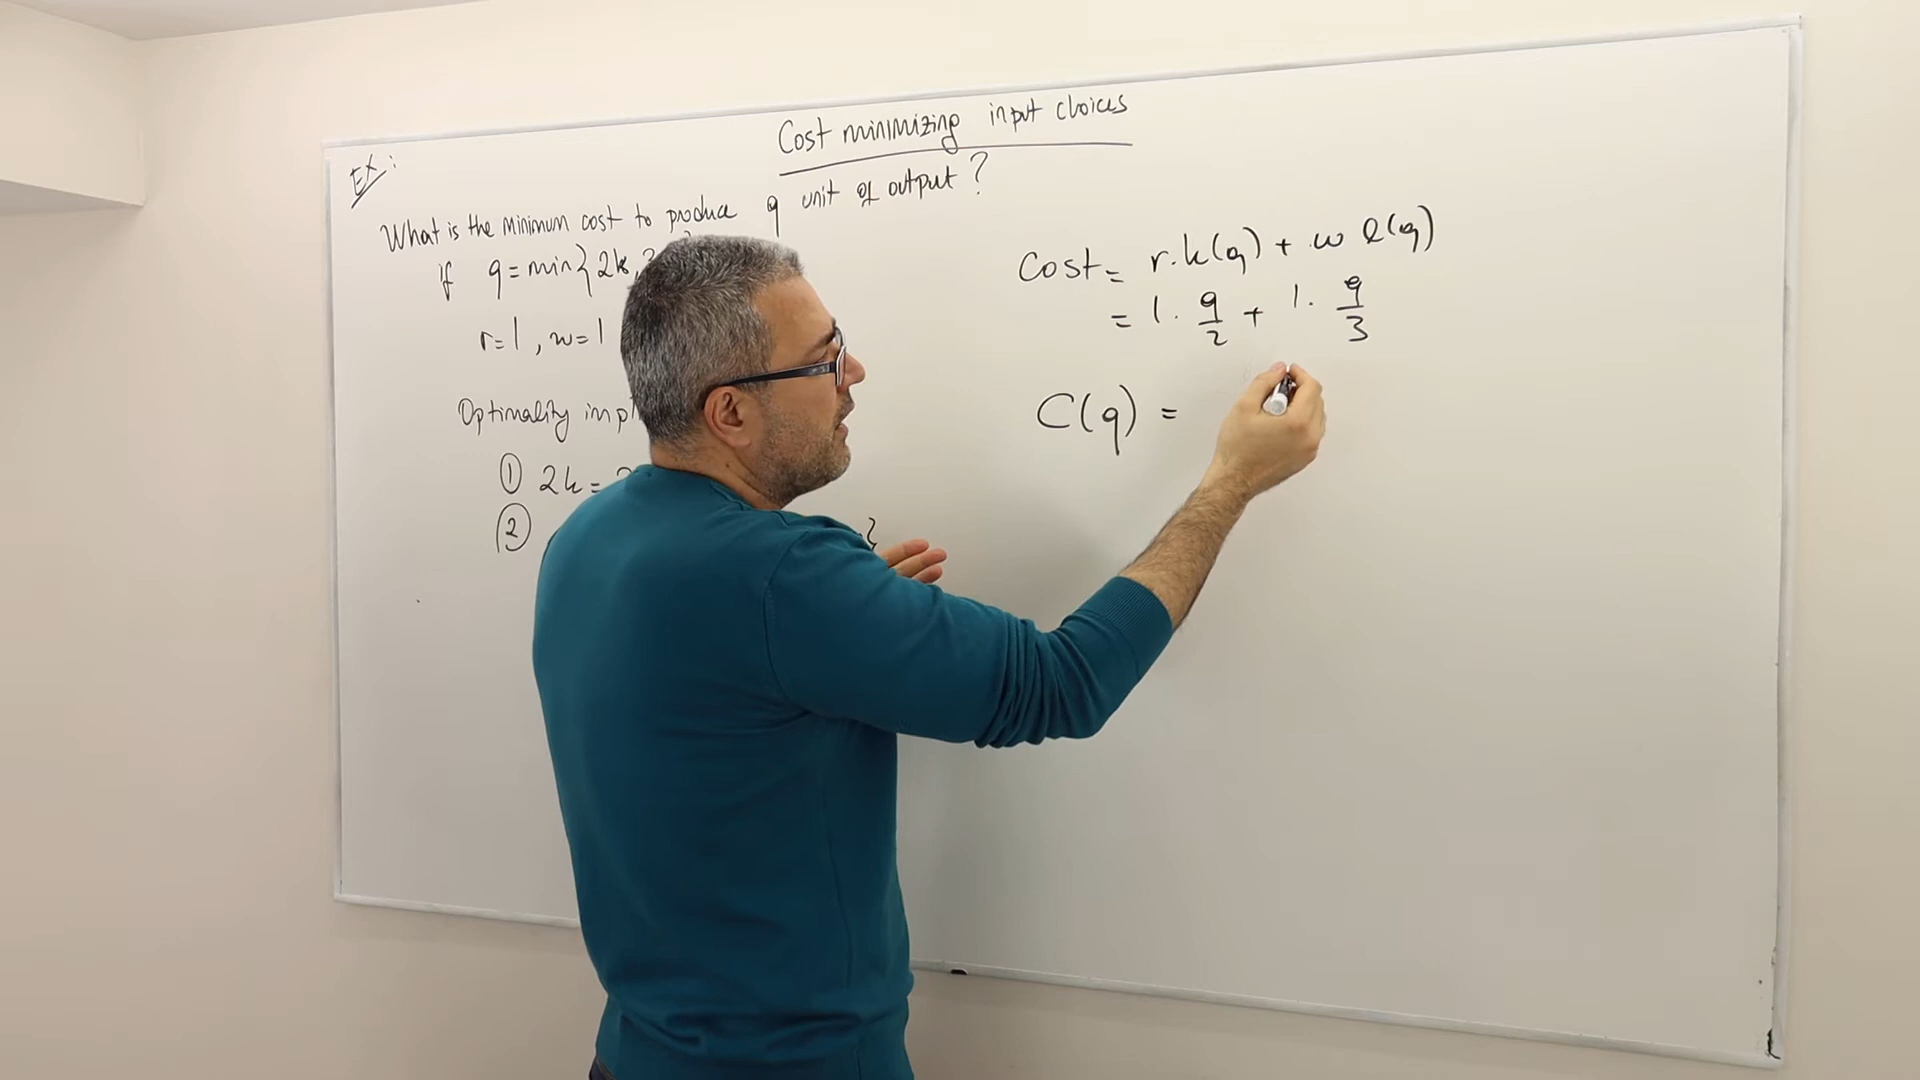 Cost minimizing input choices
Ex:
What is the minimum cost to produce q unit of output?
if q = min{2k,
r=1, w=1
Optimality impl
① 2k =
②
}
Cost = r.k(q) + w l(q)
= 1 . q/2 + 1 . q/3
C(q) =